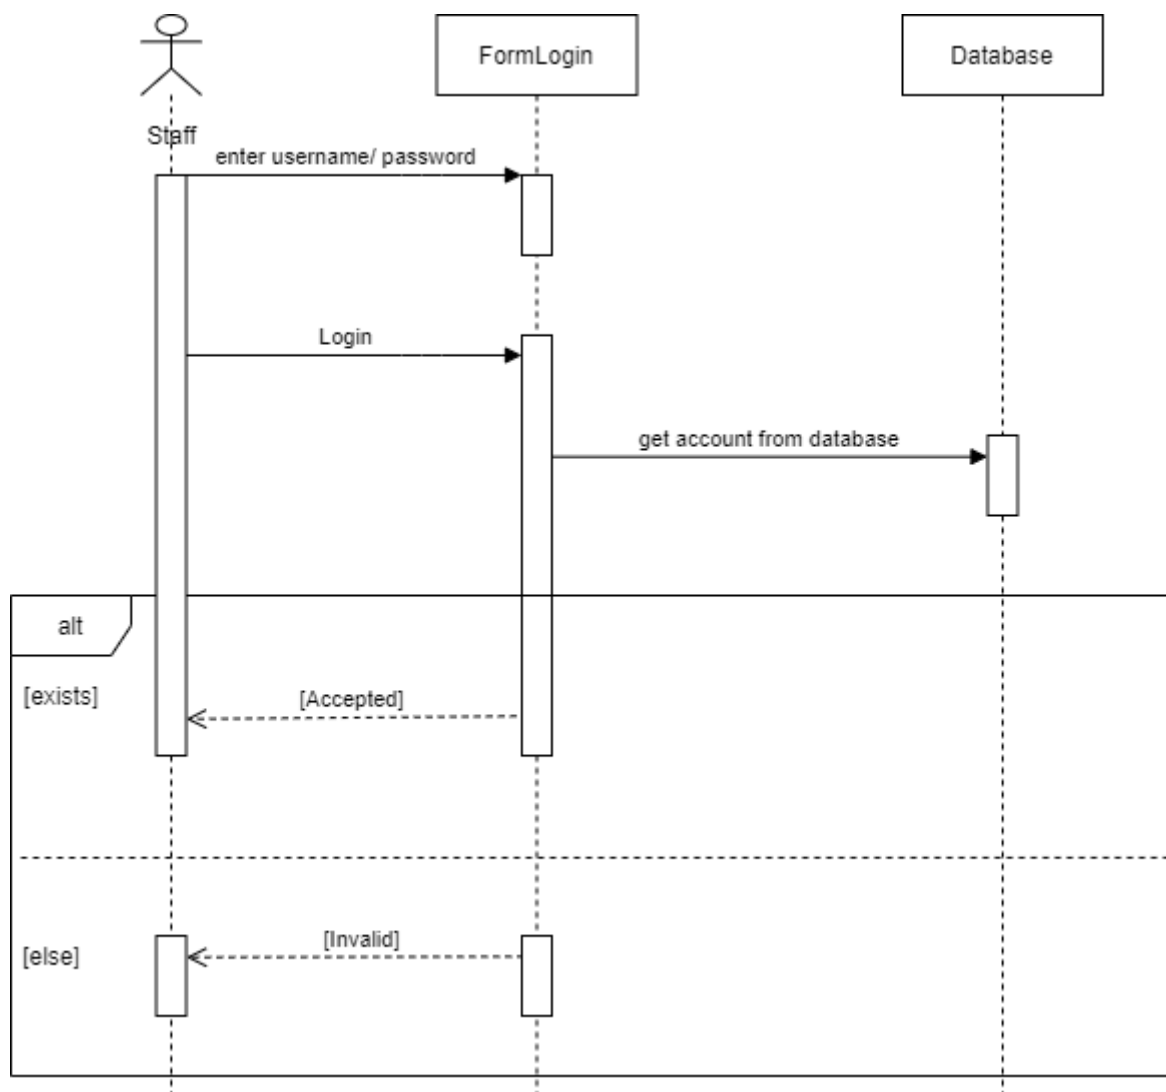 FormLogin
Database
Staff
enter username/ password
Login
get account from database
alt
[exists]
[Accepted]
[else]
[Invalid]